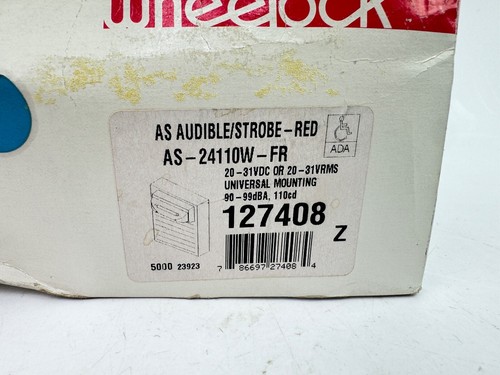 wheelock
AS AUDIBLE/STROBE-RED
ADA
AS-24110W-FR
20-31VDC OR 20-31VRMS
UNIVERSAL MOUNTING
90-99dBA, 110cd
127408 Z
5000 23923
7 86697 27408 4